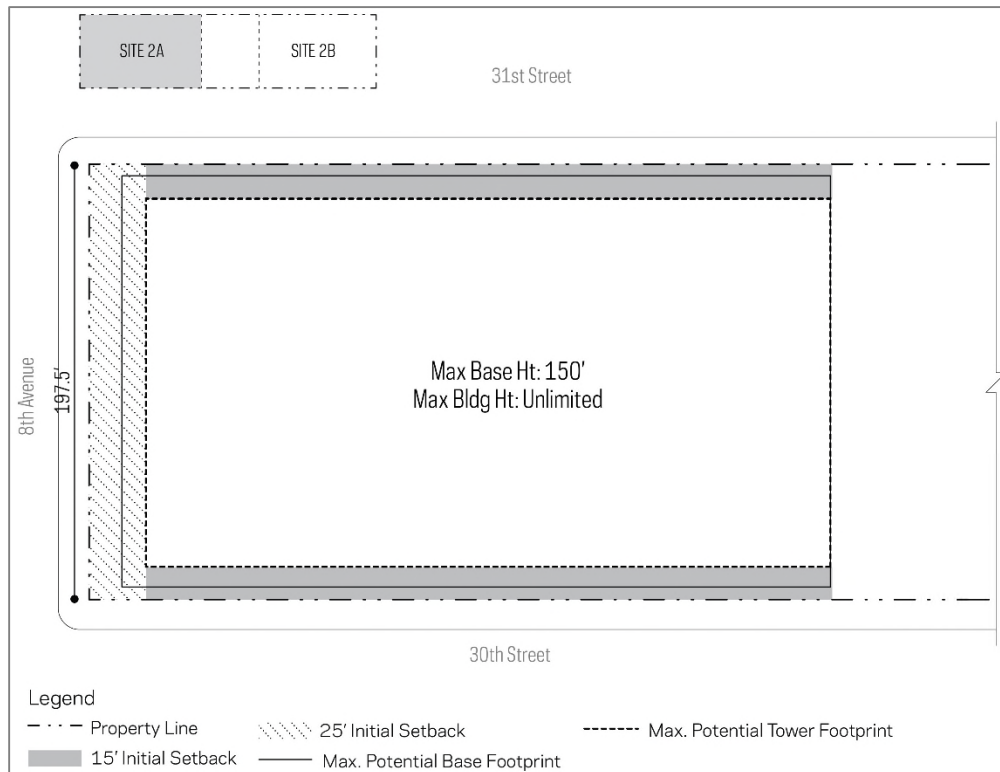 SITE 2A
SITE 2B
31st Street
8th Avenue
197.5’
Max Base Ht: 150’
Max Bldg Ht: Unlimited
30th Street
Legend
Property Line
25’ Initial Setback
Max. Potential Tower Footprint
15’ Initial Setback
Max. Potential Base Footprint